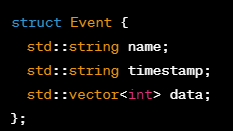 struct Event {
  std::string name;
  std::string timestamp;
  std::vector<int> data;
};